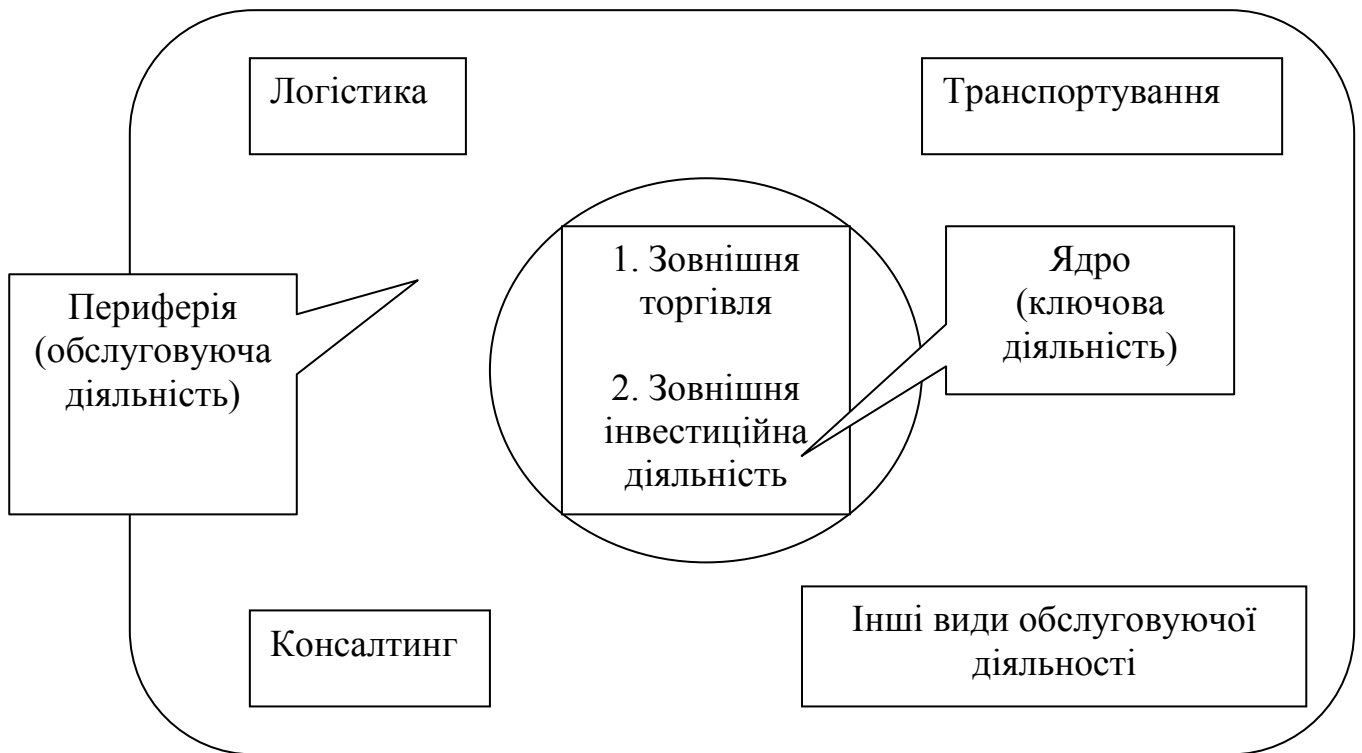 Логістика
Транспортування
1. Зовнішня
торгівля
2. Зовнішня
інвестиційна
діяльність
Ядро
(ключова
діяльність)
Периферія
(обслуговуюча
діяльність)
Консалтинг
Інші види обслуговуючої
діяльності